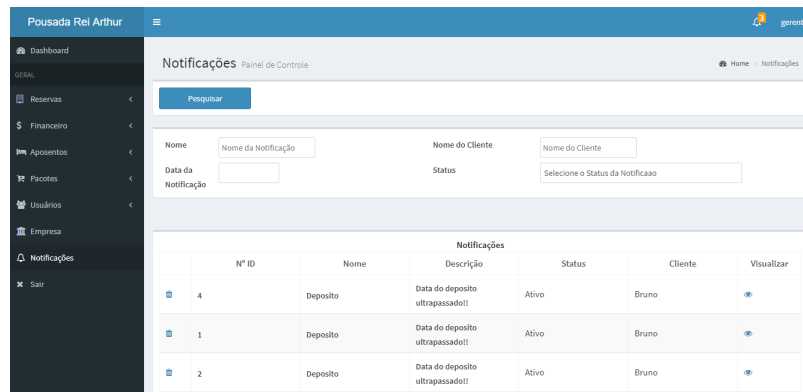 Pousada Rei Arthur
3
gerent
Dashboard
Notificações Painel de Controle
Home > Notificações
GERAL
Reservas
Pesquisar
Financeiro
Aposentos
Nome
Nome da Notificação
Nome do Cliente
Nome do Cliente
Pacotes
Data da
Notificação
Status
Selecione o Status da Notificaao
Usuários
Empresa
Notificações
Notificações
Sair
N° ID Nome Descrição Status Cliente Visualizar
4 Deposito Data do deposito
ultrapassado!! Ativo Bruno
1 Deposito Data do deposito
ultrapassado!! Ativo Bruno
2 Deposito Data do deposito
ultrapassado!! Ativo Bruno